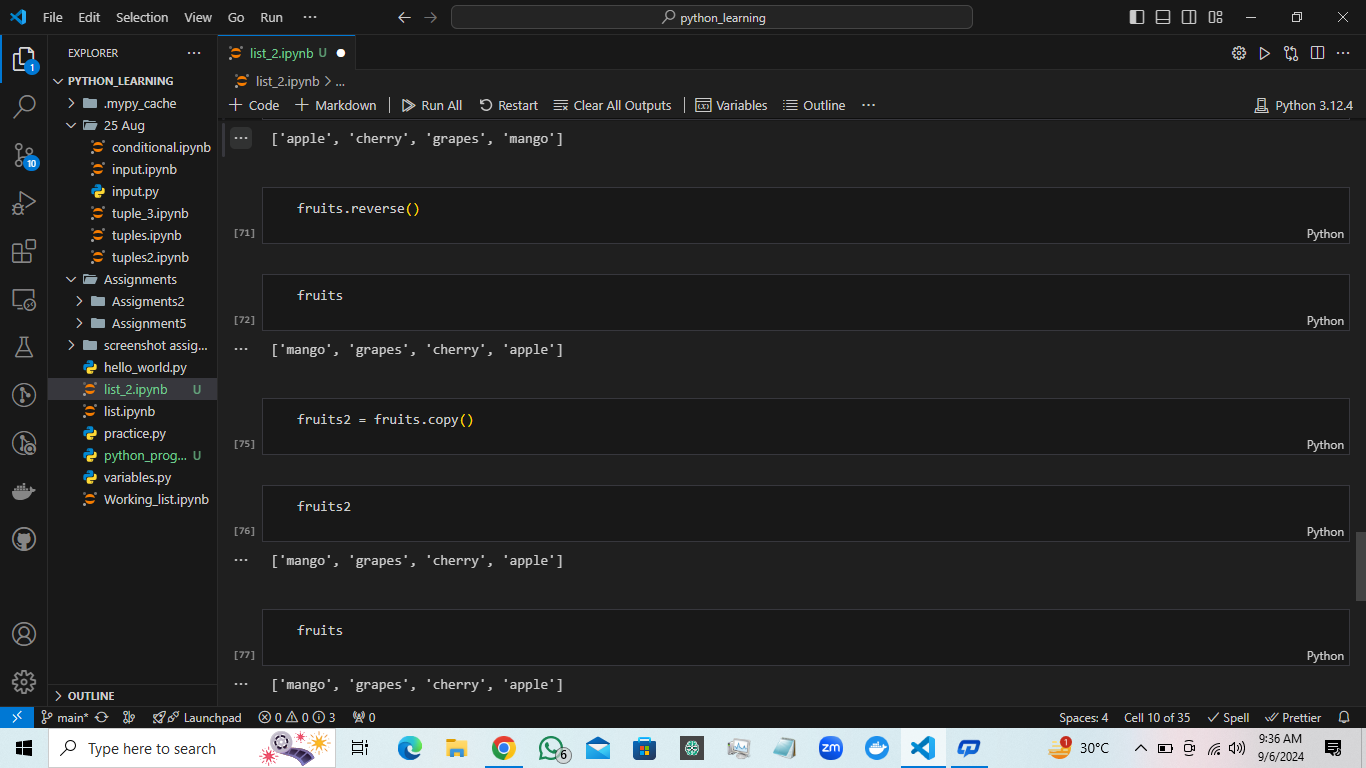 File Edit Selection View Go Run ··· python_learning
EXPLORER ···
PYTHON_LEARNING
.mypy_cache
25 Aug
conditional.ipynb
input.ipynb
input.py
tuple_3.ipynb
tuples.ipynb
tuples2.ipynb
Assignments
Assigments2
Assignment5
screenshot assig...
hello_world.py
list_2.ipynb U
list.ipynb
practice.py
python_prog... U
variables.py
Working_list.ipynb
OUTLINE
1
10
list_2.ipynb U
list_2.ipynb > ...
+ Code + Markdown Run All Restart Clear All Outputs Variables Outline ··· Python 3.12.4
['apple', 'cherry', 'grapes', 'mango']
fruits.reverse()
[71] Python
fruits
[72] Python
['mango', 'grapes', 'cherry', 'apple']
fruits2 = fruits.copy()
[75] Python
fruits2
[76] Python
['mango', 'grapes', 'cherry', 'apple']
fruits
[77] Python
['mango', 'grapes', 'cherry', 'apple']
main* Launchpad 0 0 3 0 Spaces: 4 Cell 10 of 35 Spell Prettier
Type here to search 6 zm 1 30°C 9:36 AM
9/6/2024 3